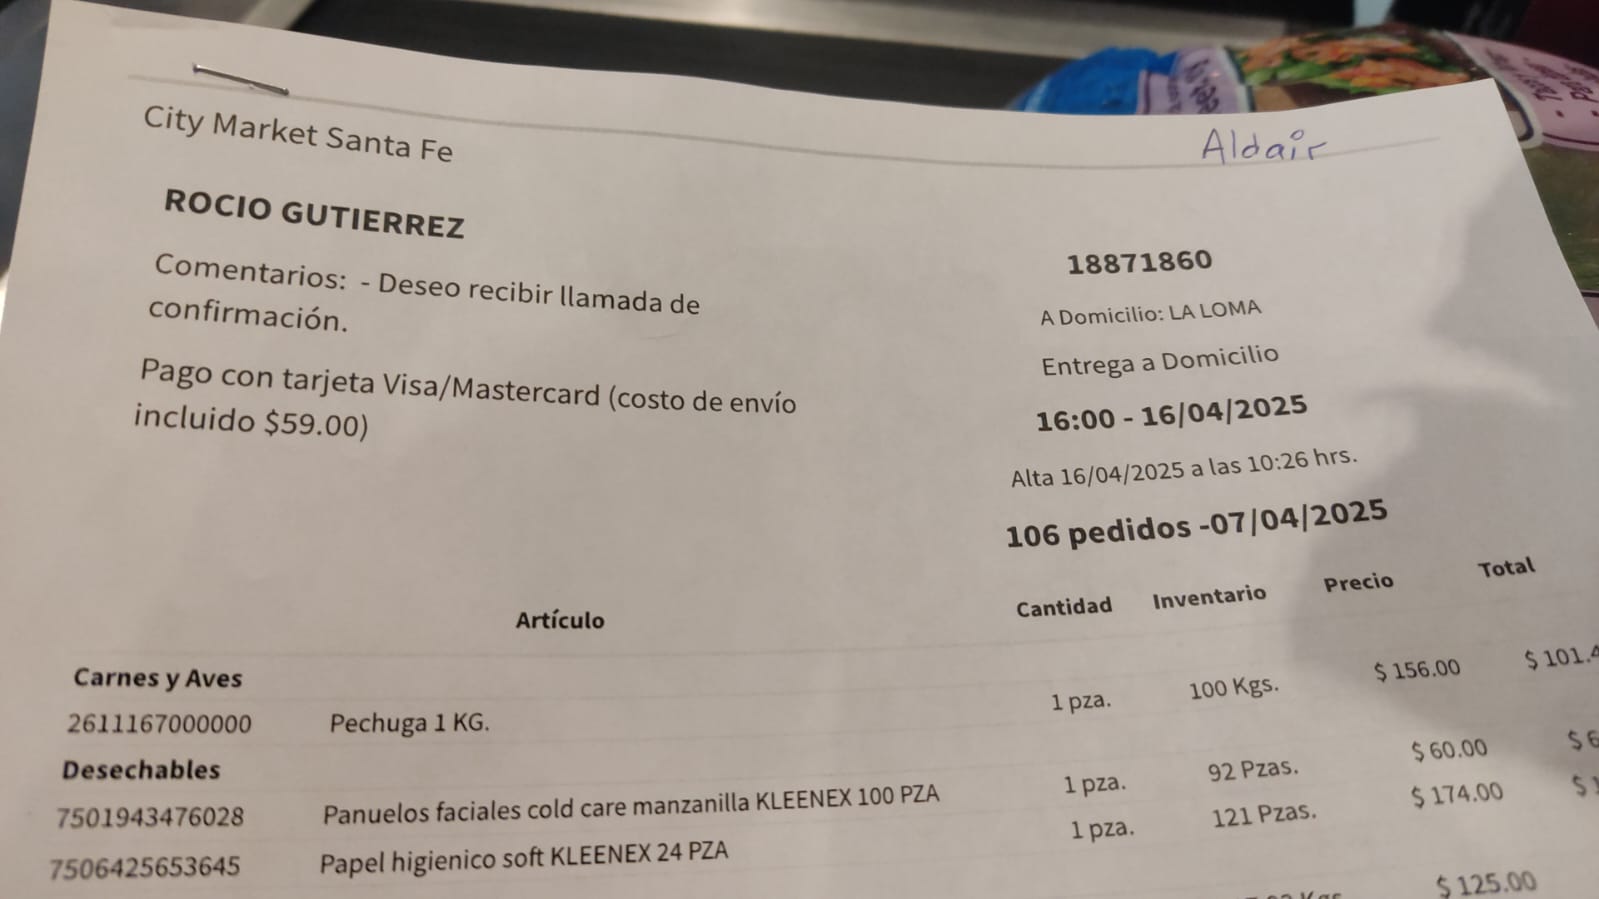 City Market Santa Fe
Aldair
ROCIO GUTIERREZ
Comentarios: - Deseo recibir llamada de
confirmación.
Pago con tarjeta Visa/Mastercard (costo de envío
incluido $59.00)
18871860
A Domicilio: LA LOMA
Entrega a Domicilio
16:00 - 16/04/2025
Alta 16/04/2025 a las 10:26 hrs.
106 pedidos -07/04/2025
Artículo Cantidad Inventario Precio Total
Carnes y Aves
2611167000000 Pechuga 1 KG. 1 pza. 100 Kgs. $ 156.00 $ 101.4
Desechables
7501943476028 Panuelos faciales cold care manzanilla KLEENEX 100 PZA 1 pza. 92 Pzas. $ 60.00 $ 6
7506425653645 Papel higienico soft KLEENEX 24 PZA 1 pza. 121 Pzas. $ 174.00 $ 1
$ 125.00